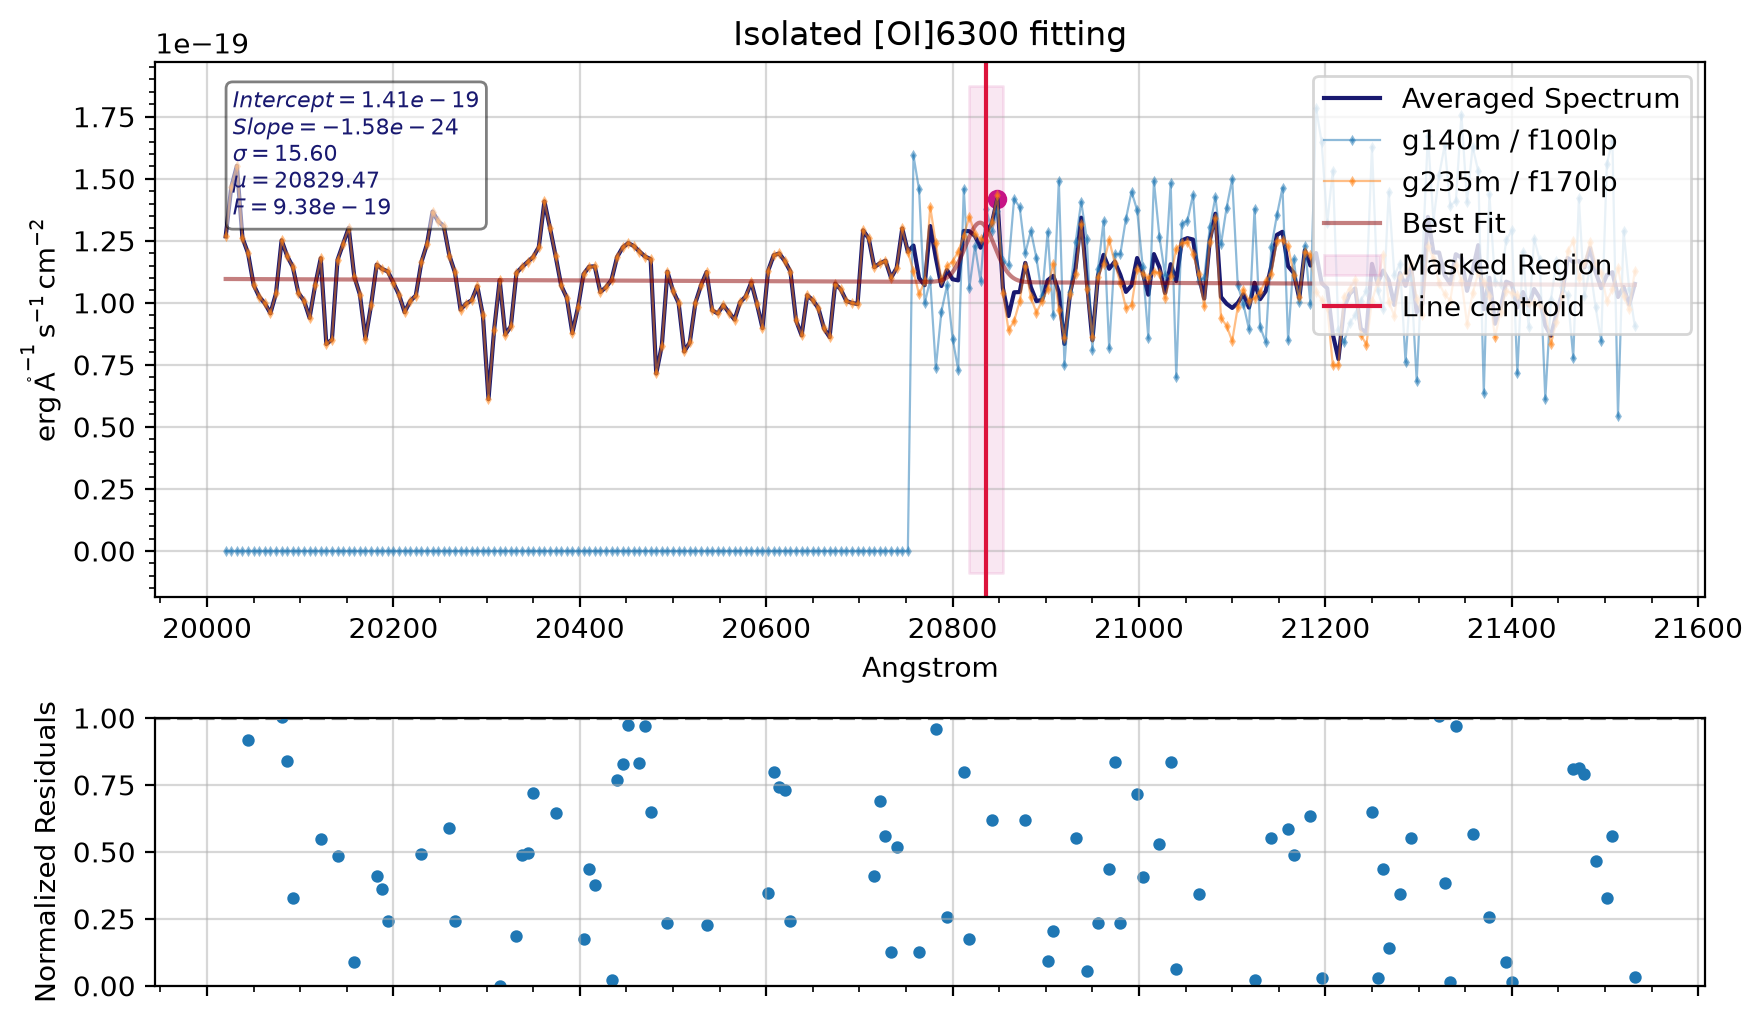 Isolated [OI]6300 fitting
1e−19
Intercept = 1.41e − 19
Slope = −1.58e − 24
σ = 15.60
μ = 20829.47
F = 9.38e − 19
Averaged Spectrum
g140m / f100lp
g235m / f170lp
Best Fit
Masked Region
Line centroid
1.75
1.50
1.25
1.00
0.75
0.50
0.25
0.00
erg Å⁻¹ s⁻¹ cm⁻²
20000 20200 20400 20600 20800 21000 21200 21400 21600
Angstrom
1.00
0.75
0.50
0.25
0.00
Normalized Residuals